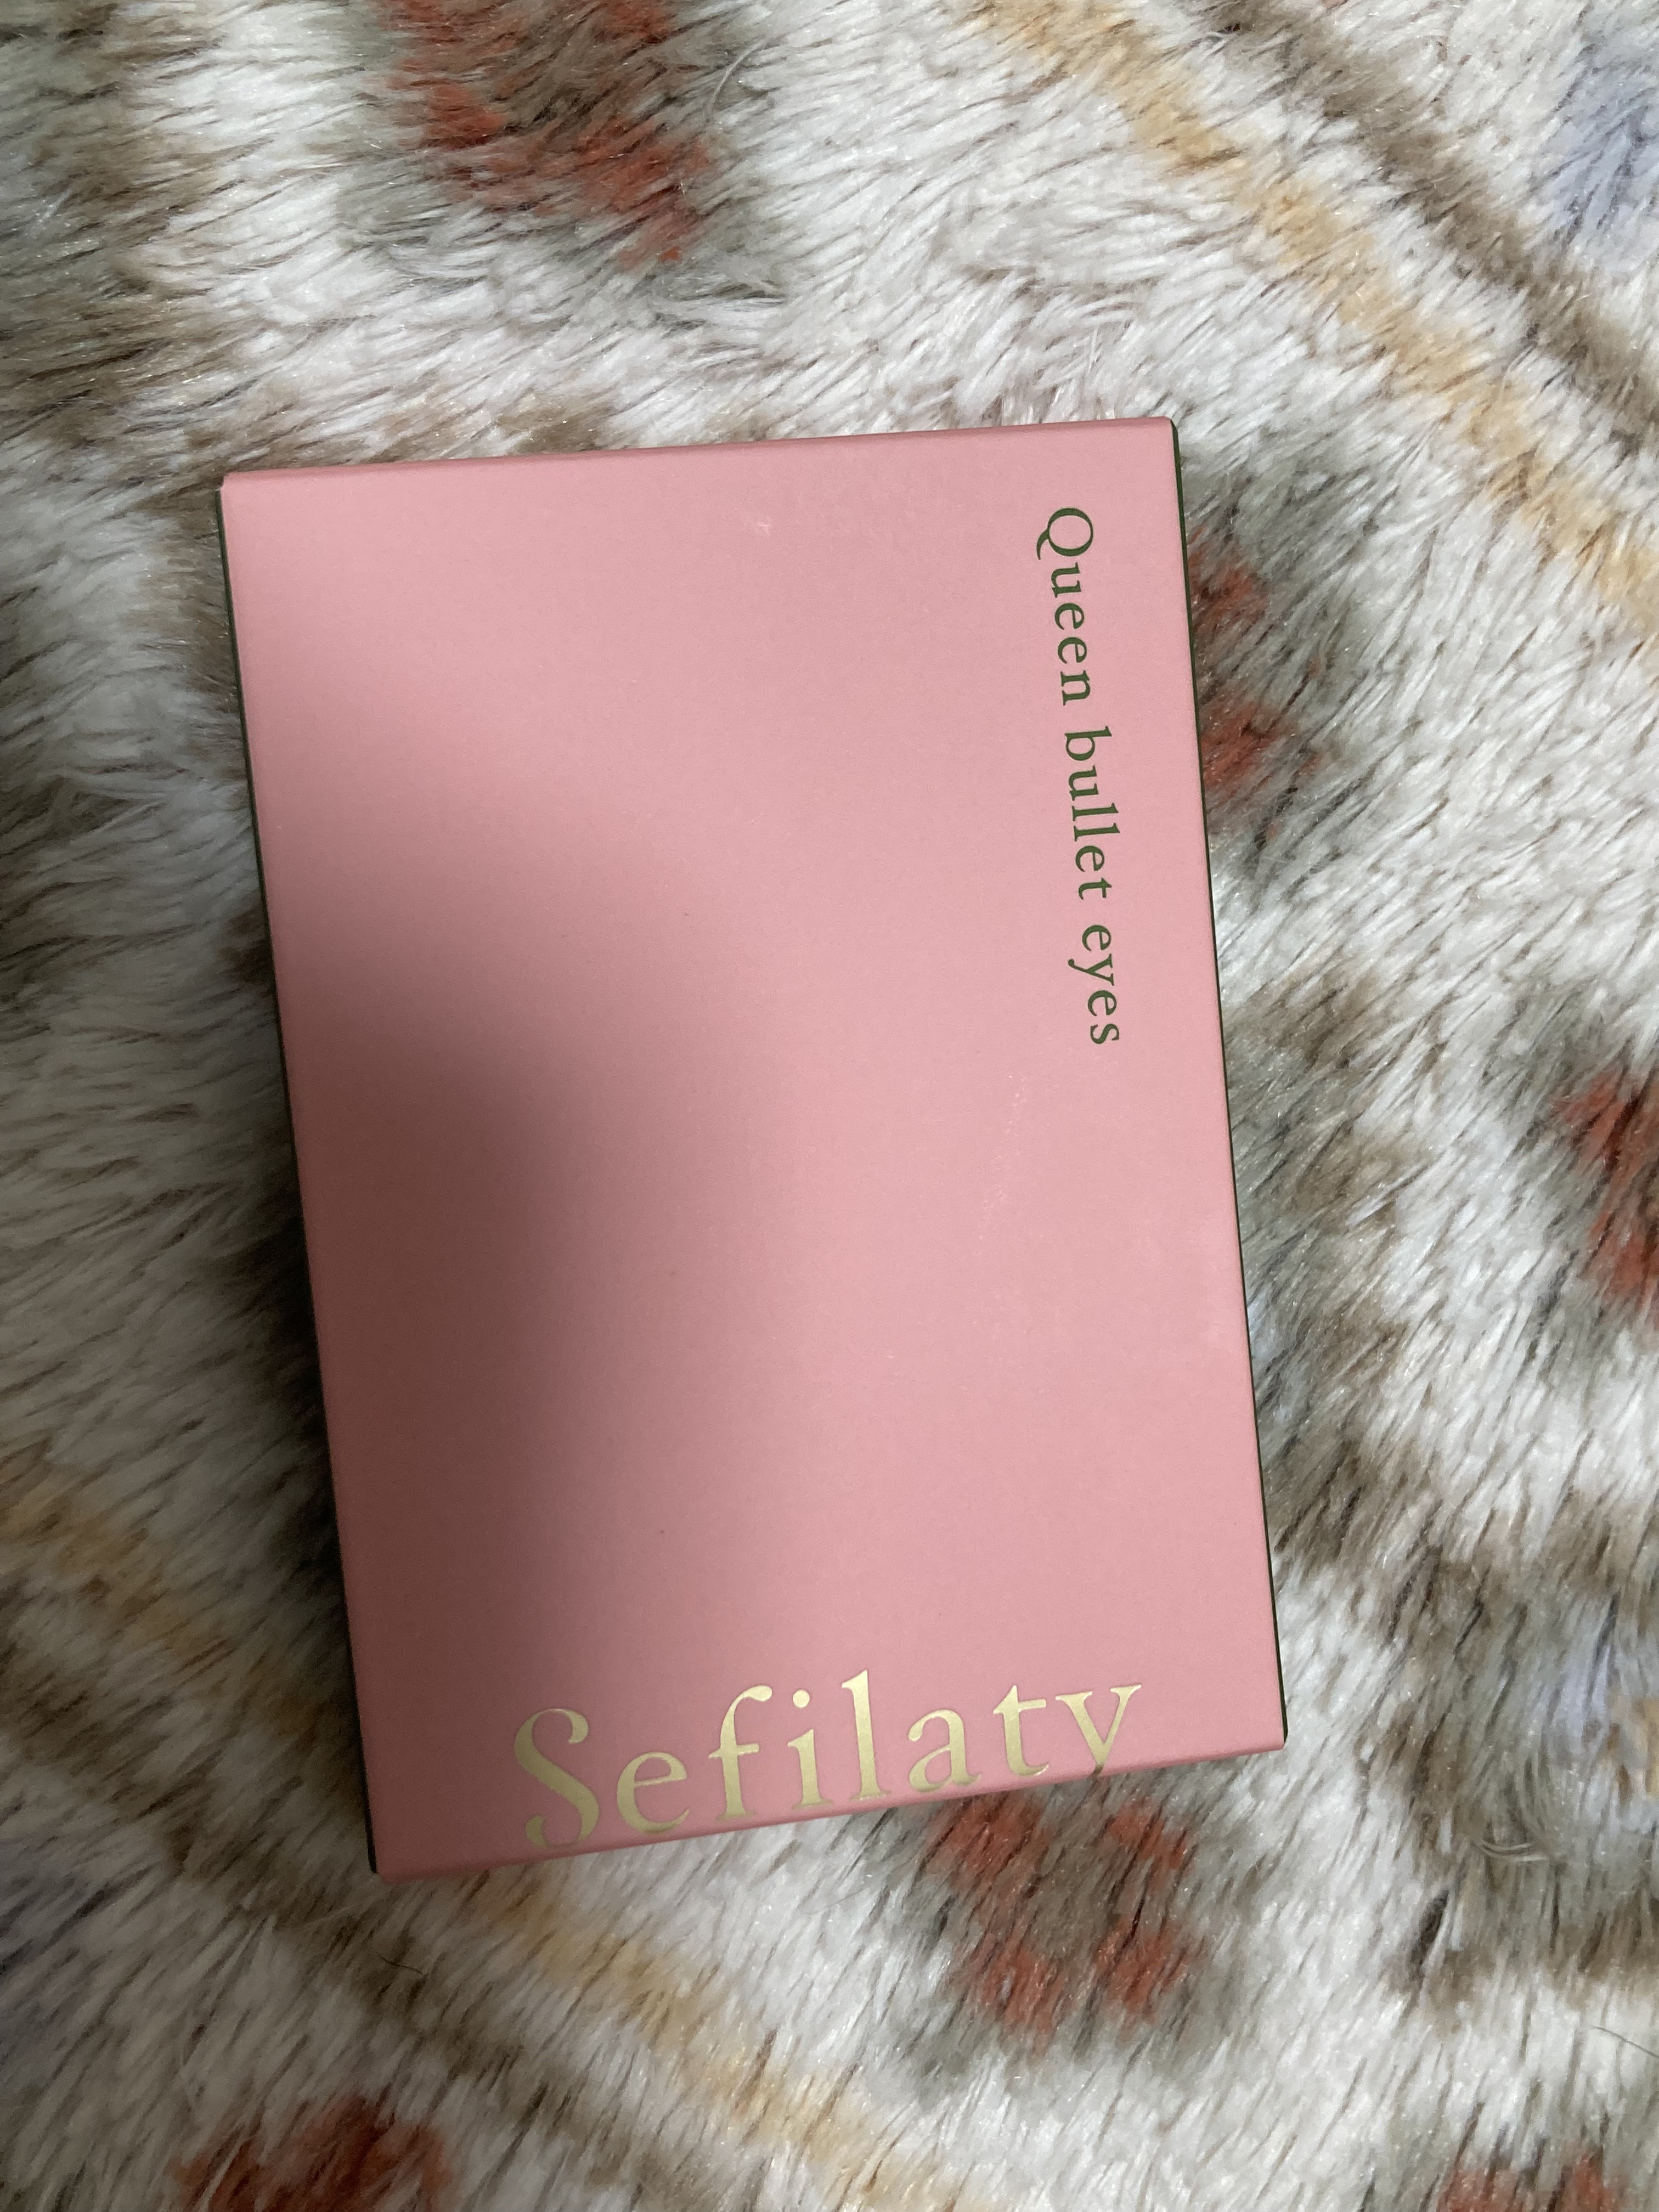 Queen bullet eyes
Sefilaty